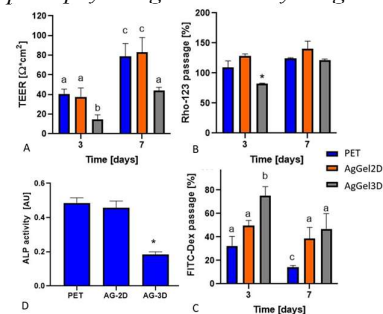 TEER [Ω*cm2]
120
100
80
60
40
20
0
a
a
b
c
c
a
3
7
Time [days]
A
Rho-123 passage [%]
200
150
100
50
0
*
3
7
Time [days]
B
PET
AgGel2D
AgGel3D
ALP activity [AU]
0.6
0.4
0.2
0.0
*
PET
AG-2D
AG-3D
D
FITC-Dex passage [%]
80
60
40
20
0
a
a
b
c
a
a
3
7
Time [days]
C